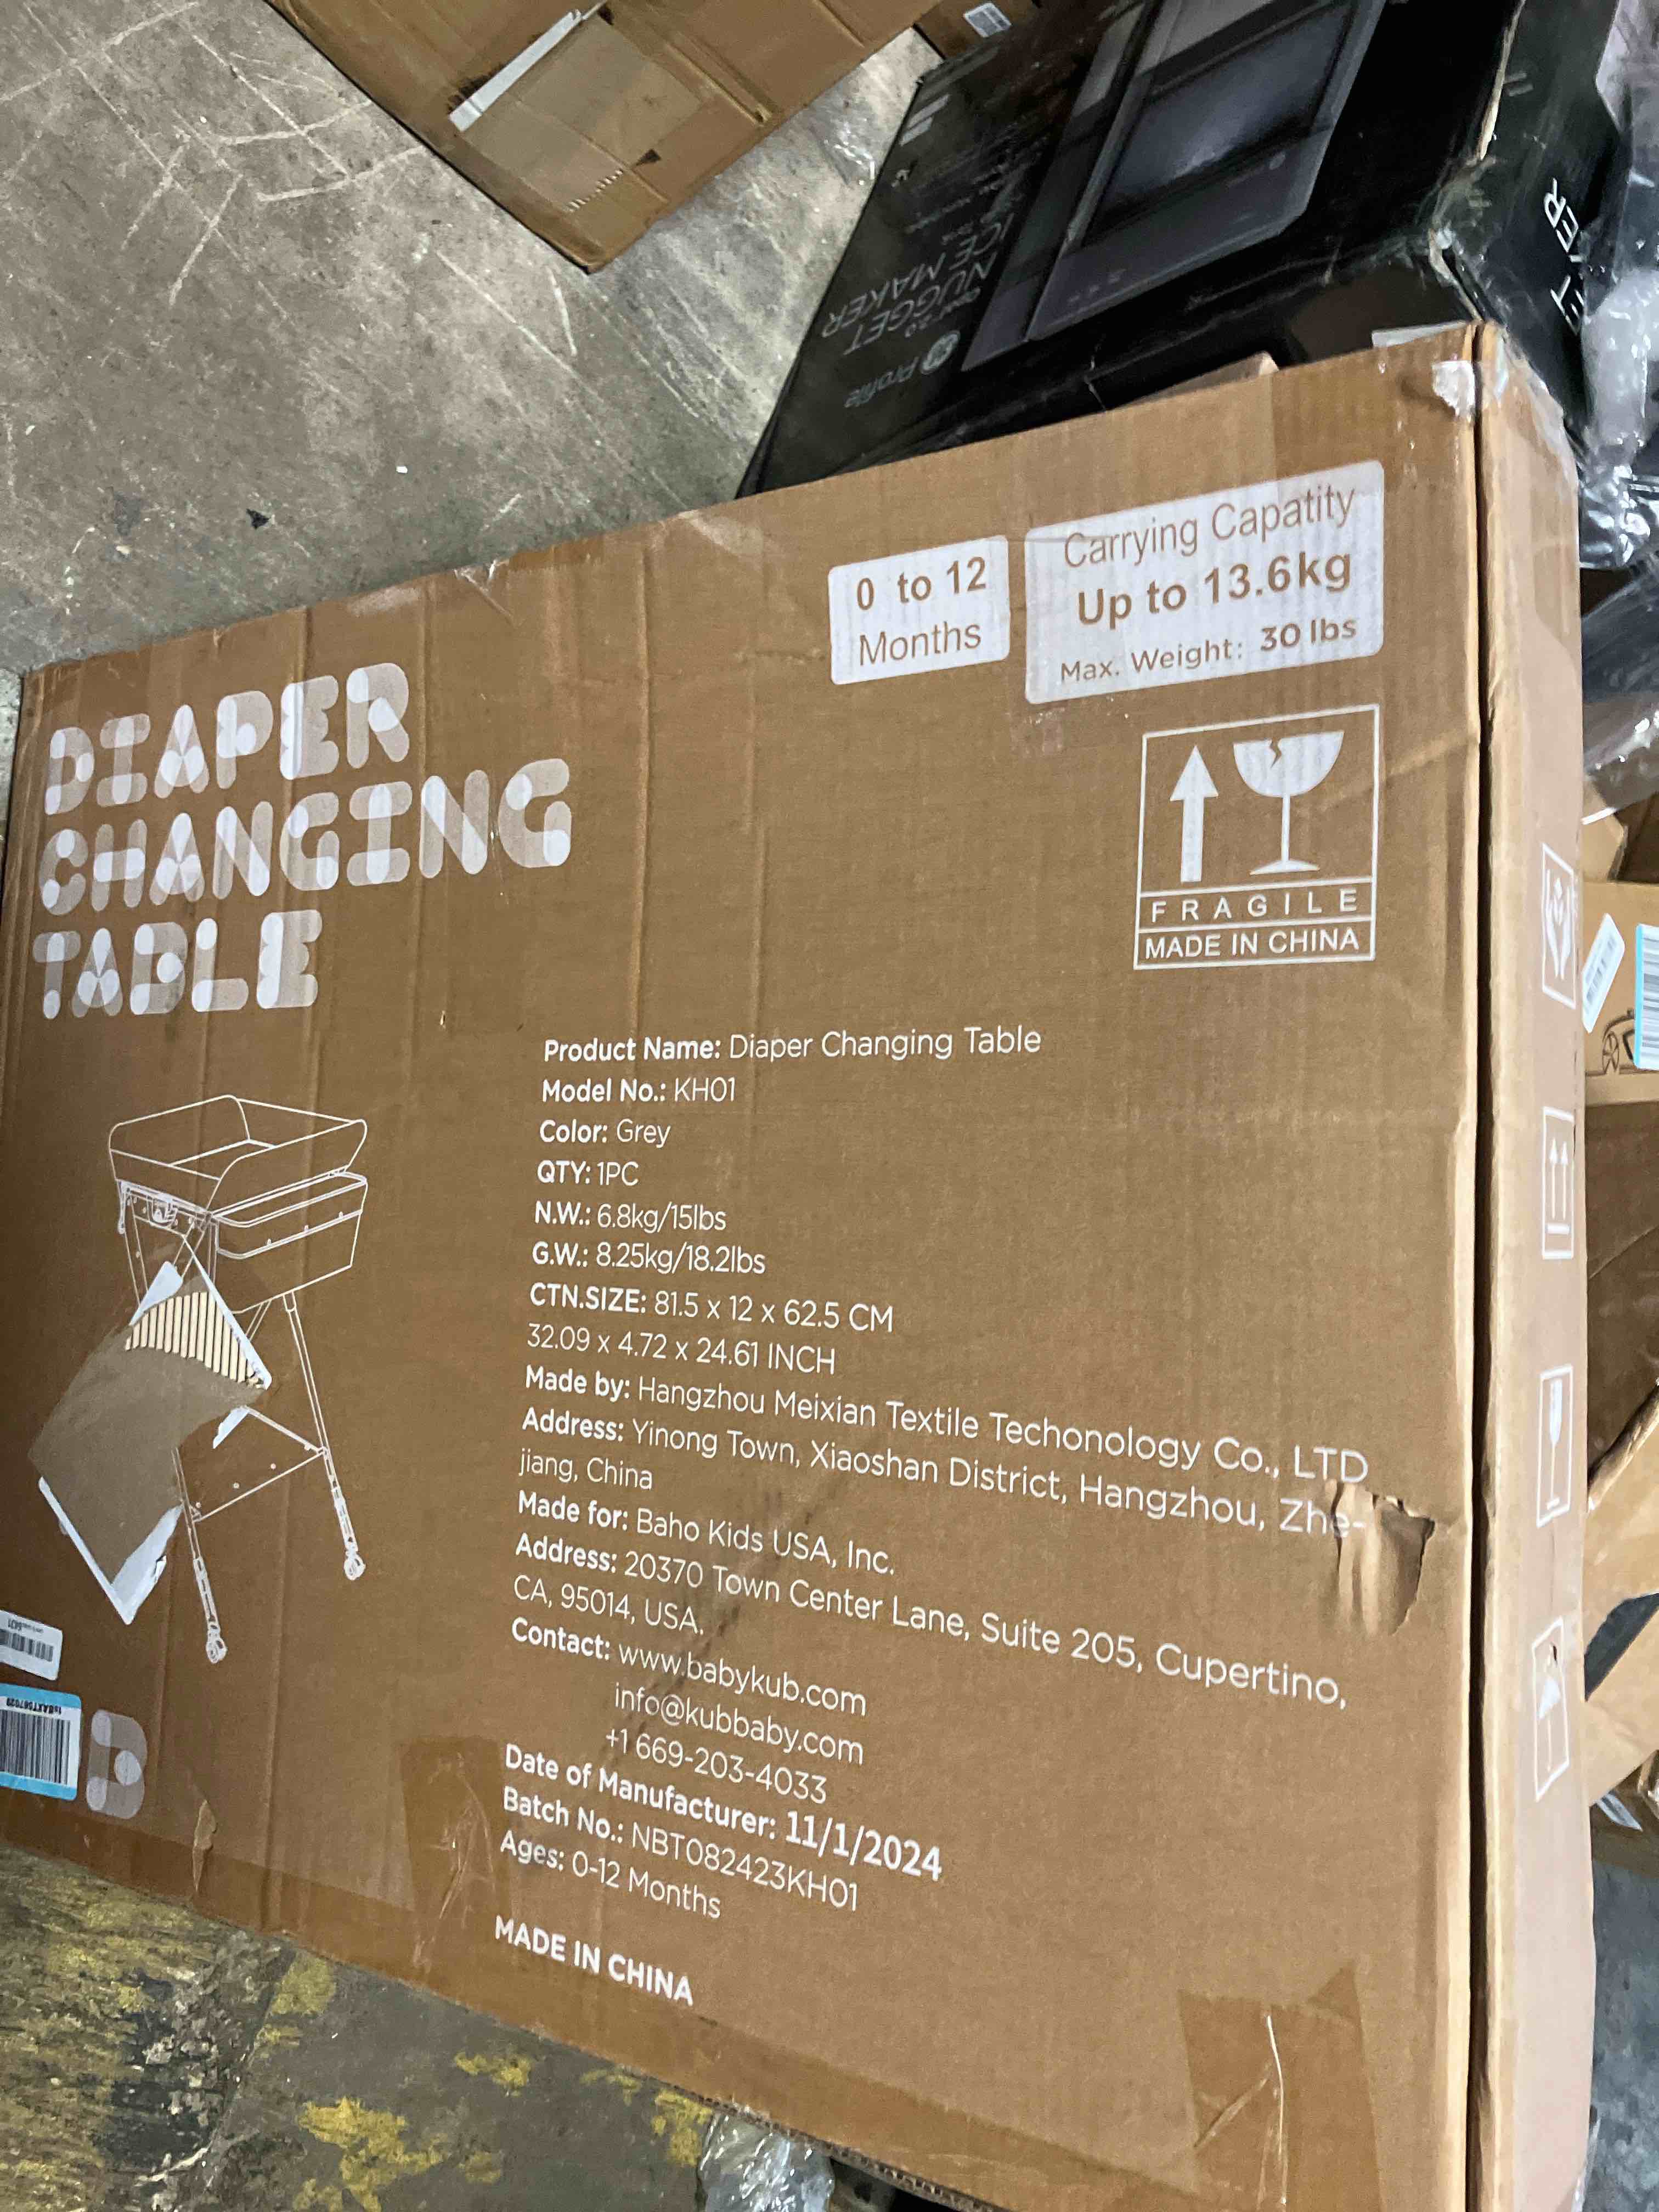 Profile
Opal 2.0
NUGGET
ICE MAKER
0 to 12
Months
Carrying Capatity
Up to 13.6kg
Max. Weight: 30 lbs
DIAPER
CHANGING
TABLE
FRAGILE
MADE IN CHINA
Product Name: Diaper Changing Table
Model No.: KH01
Color: Grey
QTY: 1PC
N.W.: 6.8kg/15lbs
G.W.: 8.25kg/18.2lbs
CTN.SIZE: 81.5 x 12 x 62.5 CM
32.09 x 4.72 x 24.61 INCH
Made by: Hangzhou Meixian Textile Techonology Co., LTD
Address: Yinong Town, Xiaoshan District, Hangzhou, Zhe-
jiang, China
Made for: Baho Kids USA, Inc.
Address: 20370 Town Center Lane, Suite 205, Cupertino,
CA, 95014, USA.
Contact: www.babykub.com
info@kubbaby.com
+1 669-203-4033
Date of Manufacturer: 11/1/2024
Batch No.: NBT082423KH01
Ages: 0-12 Months
MADE IN CHINA